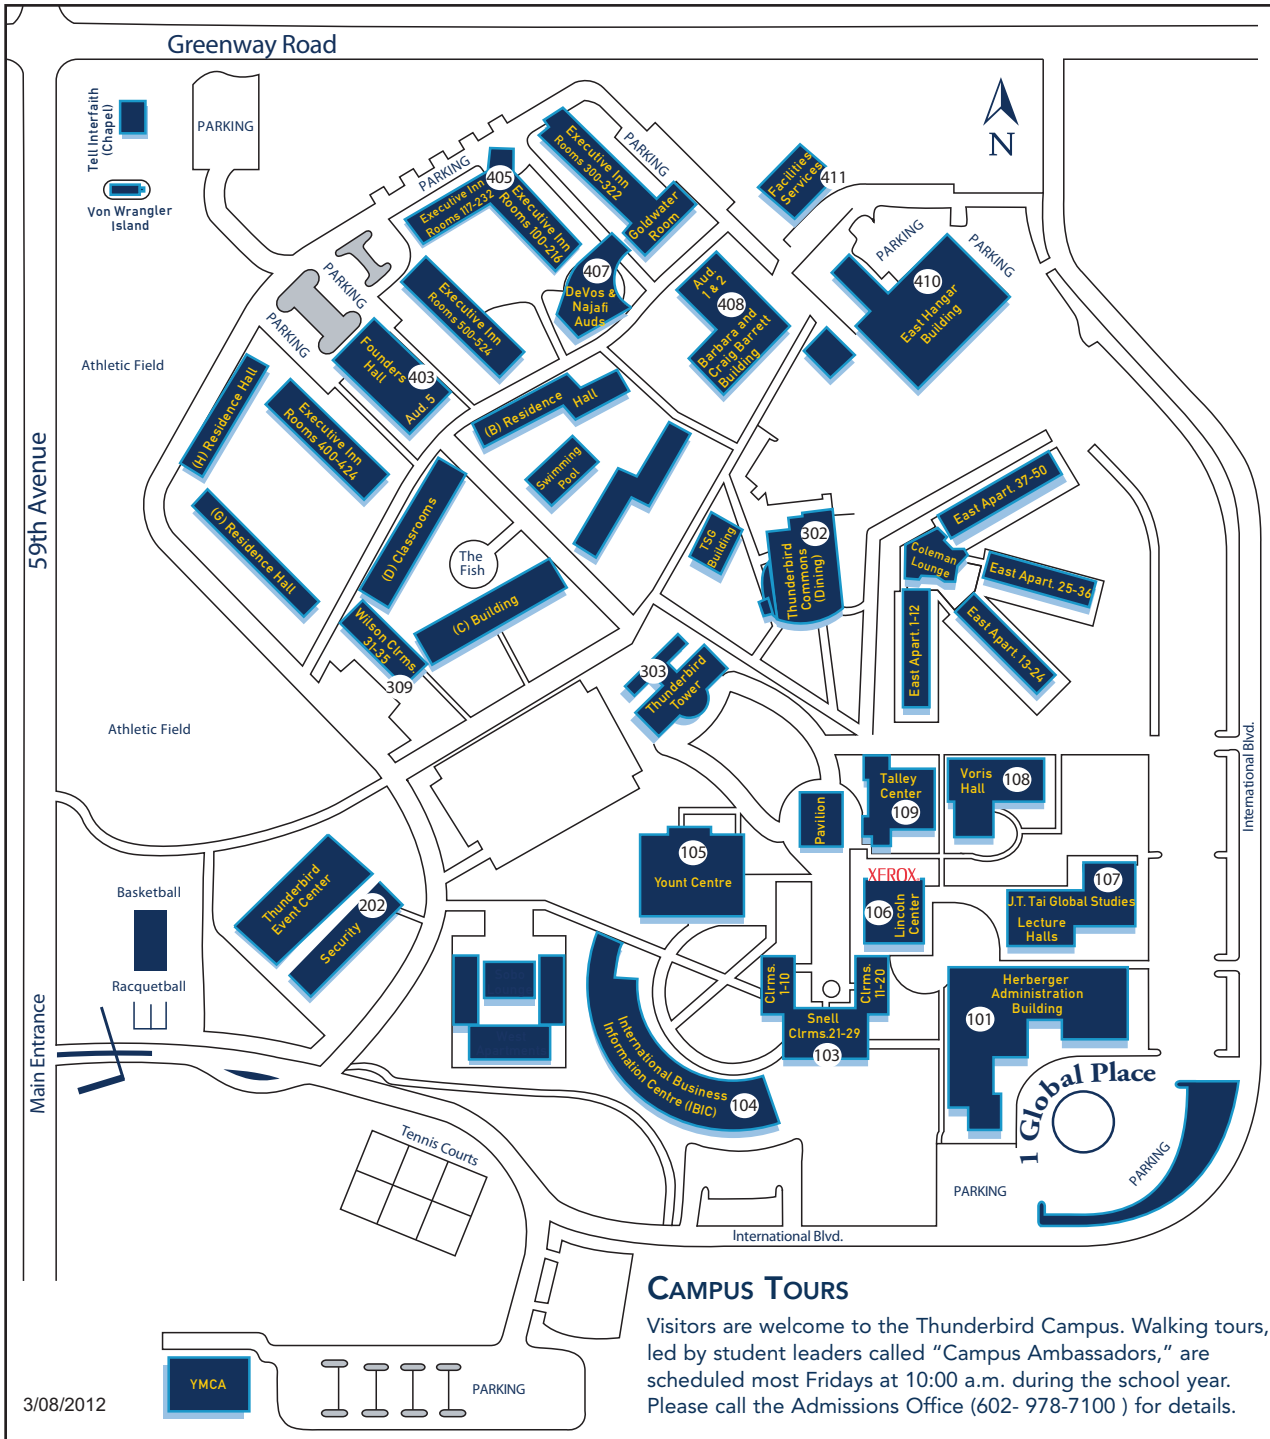 Greenway Road
Tell Interfaith
(Chapel)
PARKING
Von Wrangler
Island
N
PARKING
405
Executive Inn
Rooms 117-232
Executive Inn
Rooms 100-216
Executive Inn
Rooms 300-322
PARKING
Goldwater
Room
Facilities
Services
411
PARKING
PARKING
410
East Hangar
Building
407
DeVos &
Najafi
Auds
Aud.
1 & 2
408
Barbara and
Craig Barrett
Building
PARKING
PARKING
Executive Inn
Rooms 500-524
Founders
Hall
403
Aud. 5
Athletic Field
(H) Residence Hall
Executive Inn
Rooms 400-424
(B) Residence
Hall
Swimming
Pool
59th Avenue
(G) Residence Hall
(D) Classrooms
The
Fish
(C) Building
Wilson Clrms.
31-35
309
TSG
Building
302
Thunderbird
Commons
(Dining)
East Apart. 37-50
Coleman
Lounge
East Apart. 25-36
East Apart. 1-12
East Apart. 13-24
303
Thunderbird
Tower
Athletic Field
International Blvd.
Talley
Center
109
Voris
Hall
108
Pavilion
105
Yount Centre
XEROX
106
Lincoln
Center
107
J.T. Tai Global Studies
Lecture
Halls
Thunderbird
Event Center
202
Security
Basketball
Racquetball
Main Entrance
Clrms.
1-10
Clrms.
11-20
Snell
Clrms.21-29
103
Herberger
Administration
Building
101
International Business
Information Centre (IBIC)
104
1 Global Place
PARKING
PARKING
Tennis Courts
International Blvd.
CAMPUS TOURS
Visitors are welcome to the Thunderbird Campus. Walking tours,
led by student leaders called “Campus Ambassadors,” are
scheduled most Fridays at 10:00 a.m. during the school year.
Please call the Admissions Office (602- 978-7100 ) for details.
YMCA
PARKING
3/08/2012